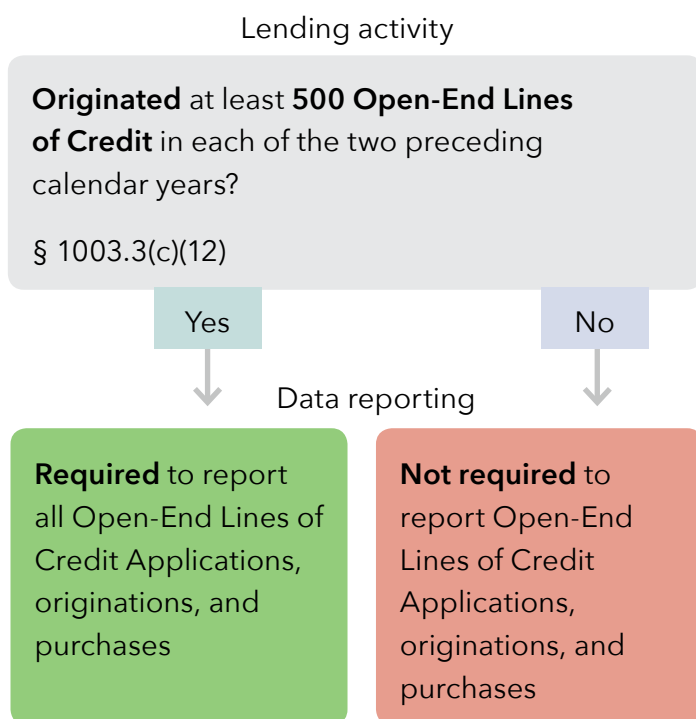 Lending activity
Originated at least 500 Open-End Lines
of Credit in each of the two preceding
calendar years?
§ 1003.3(c)(12)
Yes
No
Data reporting
Required to report
all Open-End Lines of
Credit Applications,
originations, and
purchases
Not required to
report Open-End
Lines of Credit
Applications,
originations, and
purchases